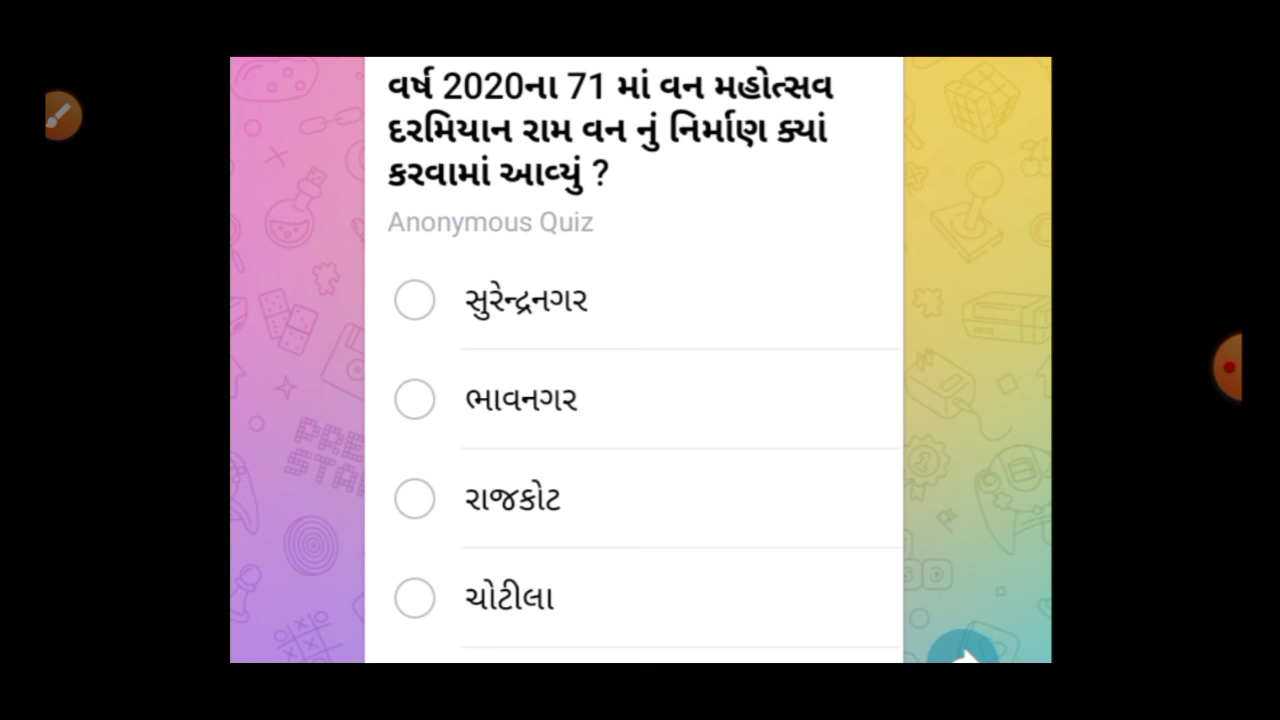 વર્ષ 2020ના 71 માં વન મહોત્સવ
દરમિયાન રામ વન નું નિર્માણ ક્યાં
કરવામાં આવ્યું ?
Anonymous Quiz
સુરેન્દ્રનગર
ભાવનગર
રાજકોટ
ચોટીલા